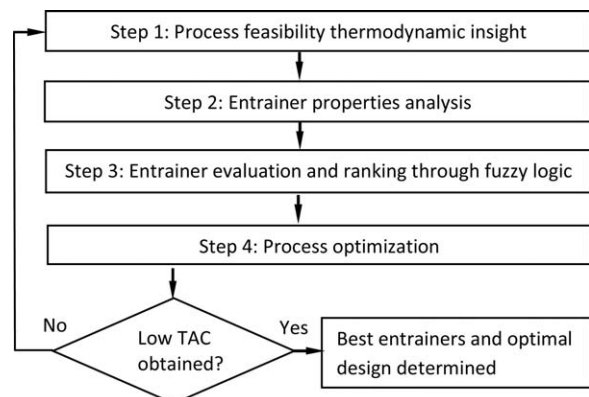 Step 1: Process feasibility thermodynamic insight
Step 2: Entrainer properties analysis
Step 3: Entrainer evaluation and ranking through fuzzy logic
Step 4: Process optimization
No
Low TAC
obtained?
Yes
Best entrainers and optimal
design determined